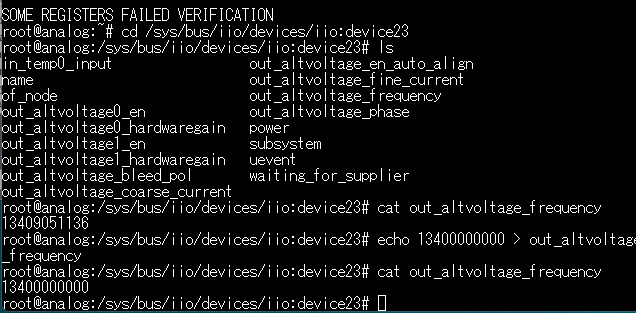 SOME REGISTERS FAILED VERIFICATION
root@analog:~# cd /sys/bus/iio/devices/iio:device23
root@analog:/sys/bus/iio/devices/iio:device23# ls
in_temp0_input out_altvoltage_en_auto_align
name out_altvoltage_fine_current
of_node out_altvoltage_frequency
out_altvoltage0_en out_altvoltage_phase
out_altvoltage0_hardwaregain power
out_altvoltage1_en subsystem
out_altvoltage1_hardwaregain uevent
out_altvoltage_bleed_pol waiting_for_supplier
out_altvoltage_coarse_current
root@analog:/sys/bus/iio/devices/iio:device23# cat out_altvoltage_frequency
13409051136
root@analog:/sys/bus/iio/devices/iio:device23# echo 13400000000 > out_altvoltage
_frequency
root@analog:/sys/bus/iio/devices/iio:device23# cat out_altvoltage_frequency
13400000000
root@analog:/sys/bus/iio/devices/iio:device23#